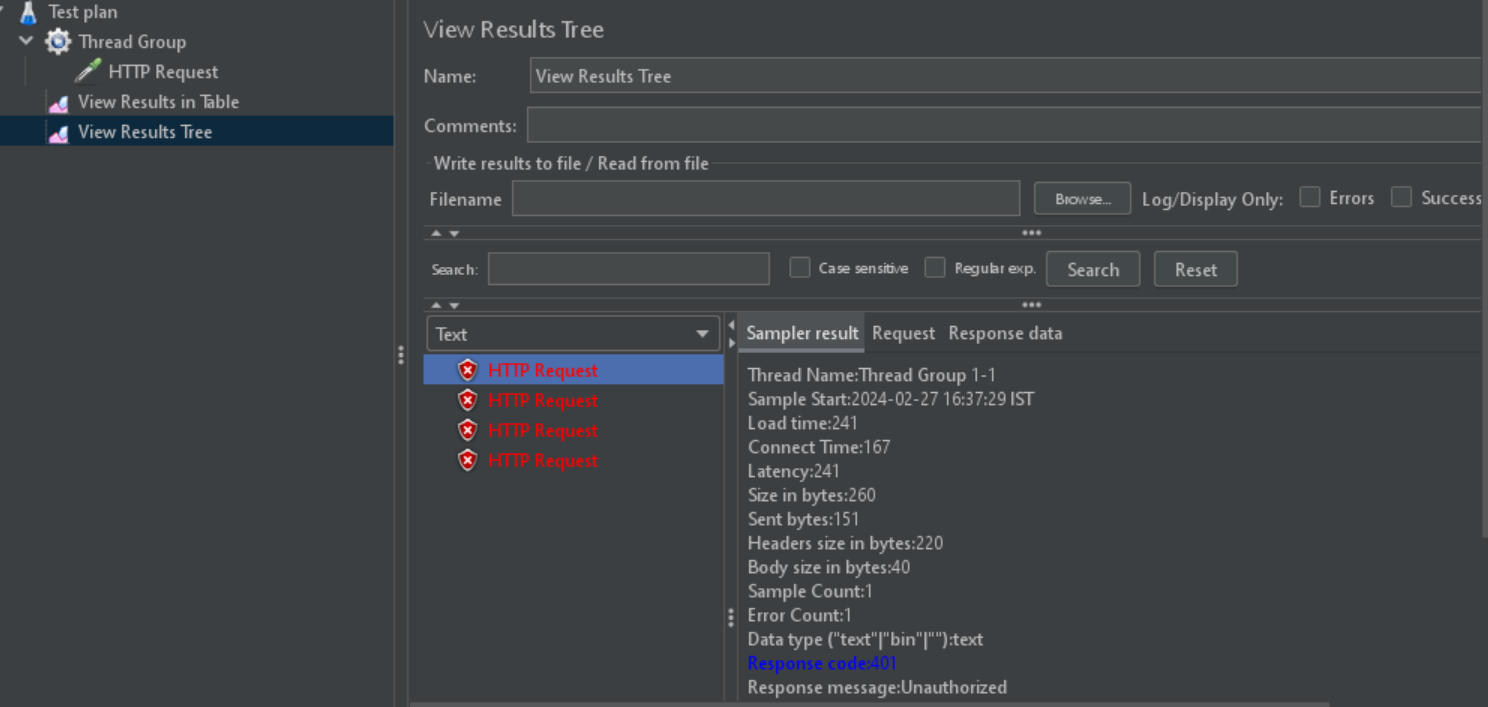 Test plan
Thread Group
HTTP Request
View Results in Table
View Results Tree
View Results Tree
Name: View Results Tree
Comments:
Write results to file / Read from file
Filename Browse... Log/Display Only: Errors Success
Search: Case sensitive Regular exp. Search Reset
Text
HTTP Request
HTTP Request
HTTP Request
HTTP Request
Sampler result Request Response data
Thread Name:Thread Group 1-1
Sample Start:2024-02-27 16:37:29 IST
Load time:241
Connect Time:167
Latency:241
Size in bytes:260
Sent bytes:151
Headers size in bytes:220
Body size in bytes:40
Sample Count:1
Error Count:1
Data type ("text"|"bin"|""):text
Response code:401
Response message:Unauthorized